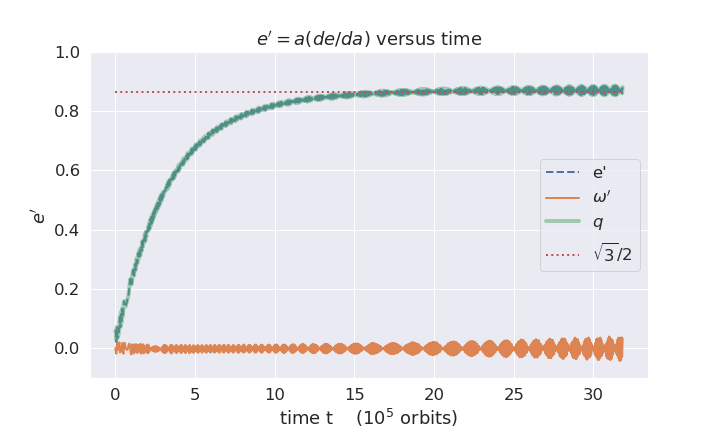 e′ = a(de/da) versus time
1.0
0.8
0.6
0.4
0.2
0.0
e′
0 5 10 15 20 25 30
time t (10⁵ orbits)
e'
ω′
q
√3/2